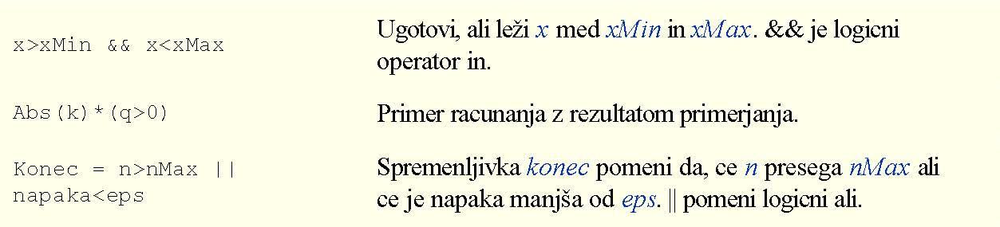 x>xMin && x<xMax
Ugotovi, ali leži x med xMin in xMax. && je logicni
operator in.
Abs(k)*(q>0)
Primer racunanja z rezultatom primerjanja.
Konec = n>nMax ||
napaka<eps
Spremenljivka konec pomeni da, ce n presega nMax ali
ce je napaka manjša od eps. || pomeni logicni ali.